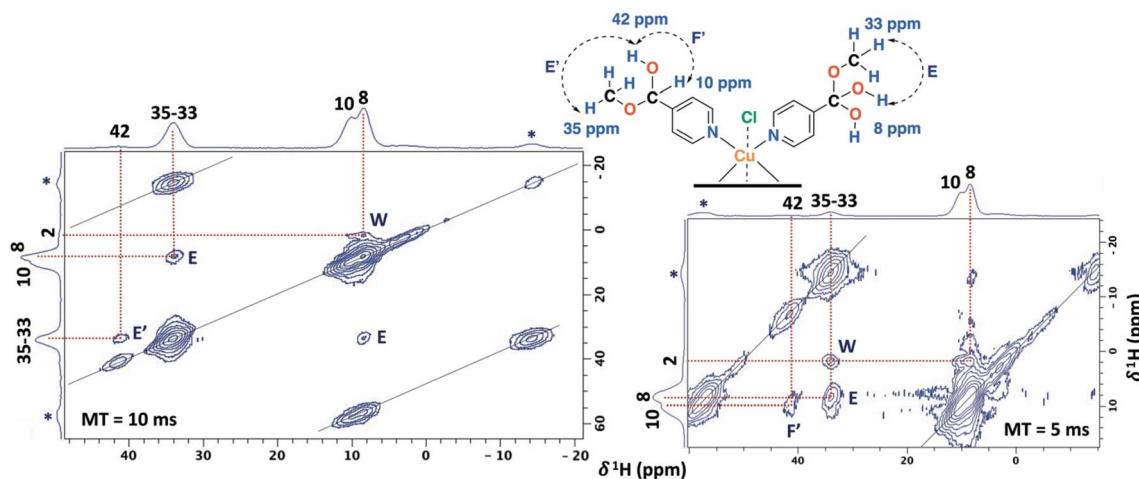 42 ppm
33 ppm
H
O
F'
H
H
C
H
E'
H
H
H
10 ppm
C
H
O
O
H
E
C
H
O
35 ppm
O
H
8 ppm
N
Cl
N
Cu
42
35-33
10
8
*
*
2
8
10
35-33
*
W
E
E'
E
MT = 10 ms
-20
0
20
40
60
40 30 20 10 0 -10 -20
δ ¹H (ppm)
*
42
35-33
10
8
*
2
8
10
W
E
F'
MT = 5 ms
-20
-10
0
10
40 20 0
δ ¹H (ppm)